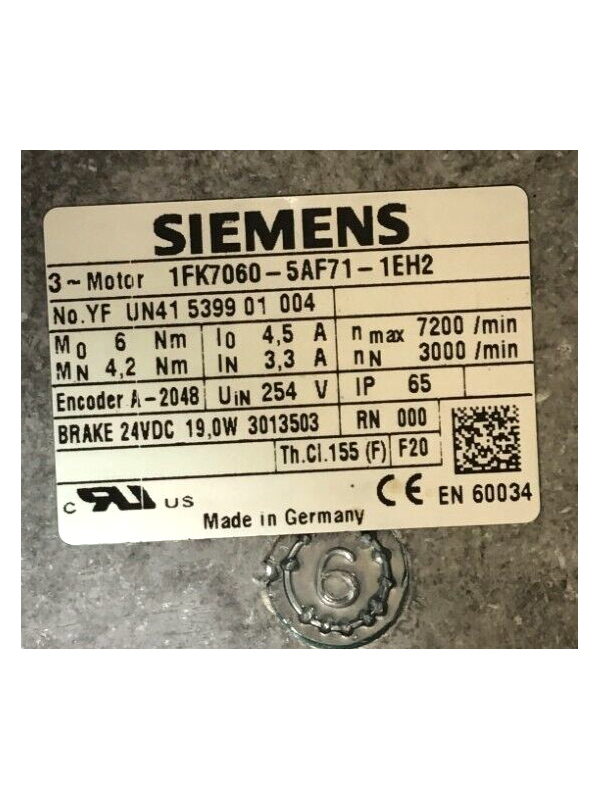 SIEMENS
3~Motor 1FK7060-5AF71-1EH2
No.YF UN41 5399 01 004
M0 6 Nm I0 4,5 A n max 7200 /min
MN 4,2 Nm IN 3,3 A nN 3000 /min
Encoder A-2048 UIN 254 V IP 65
BRAKE 24VDC 19,0W 3013503 RN 000
Th.Cl.155 (F) F20
C RU US CE EN 60034
Made in Germany
6